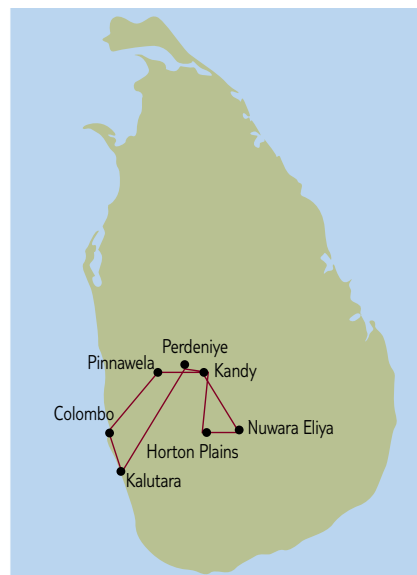 Perdeniye
Pinnawela
Kandy
Colombo
Nuwara Eliya
Horton Plains
Kalutara